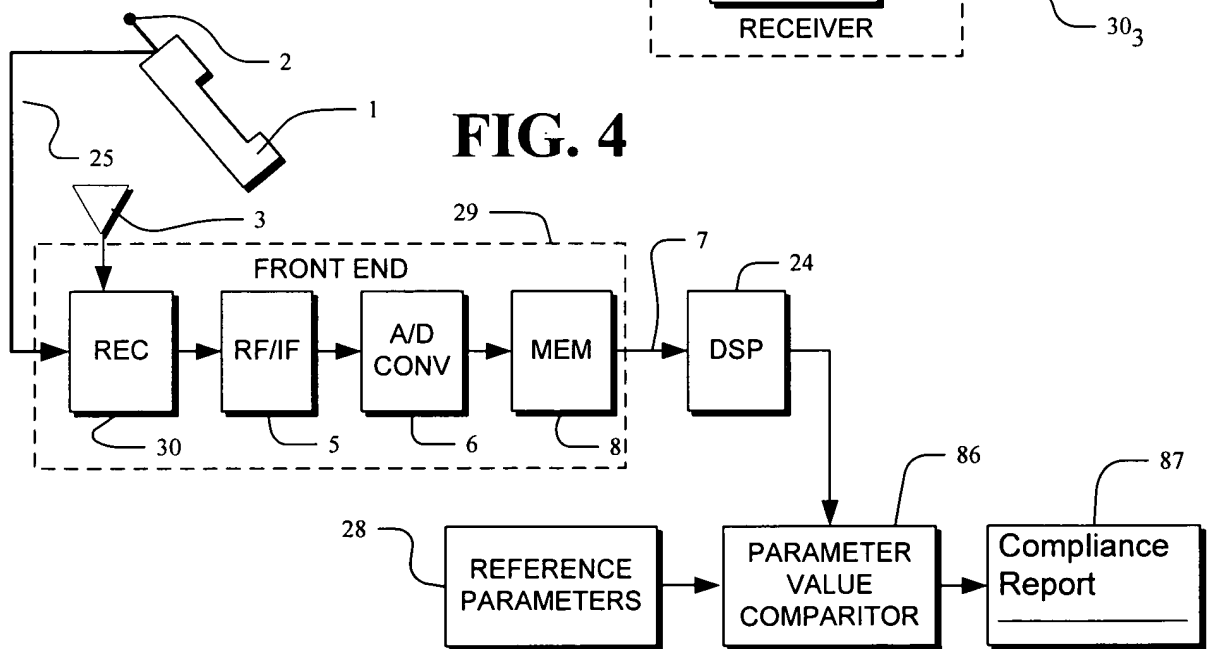 RECEIVER
30₃
2
1
FIG. 4
25
3
29
7
24
FRONT END
REC
RF/IF
A/D
CONV
MEM
DSP
30
5
6
8
86
87
28
REFERENCE
PARAMETERS
PARAMETER
VALUE
COMPARITOR
Compliance
Report